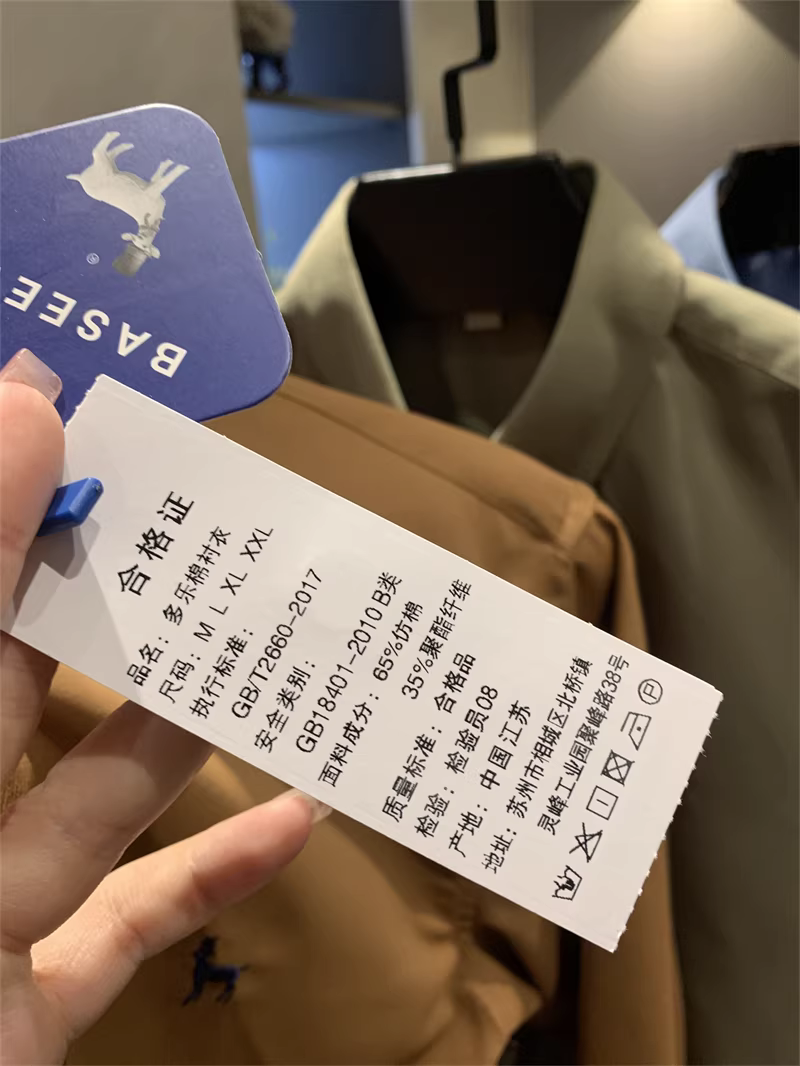 BASEE
合格证
品名：多乐棉衬衣
尺码：M L XL XXL
执行标准：
GB/T2660-2017
安全类别：
GB18401-2010 B类
面料成分：65%仿棉
35%聚酯纤维
质量标准：合格品
检验：检验员08
产地：中国江苏
地址：苏州市相城区北桥镇
灵峰工业园聚峰路38号
P